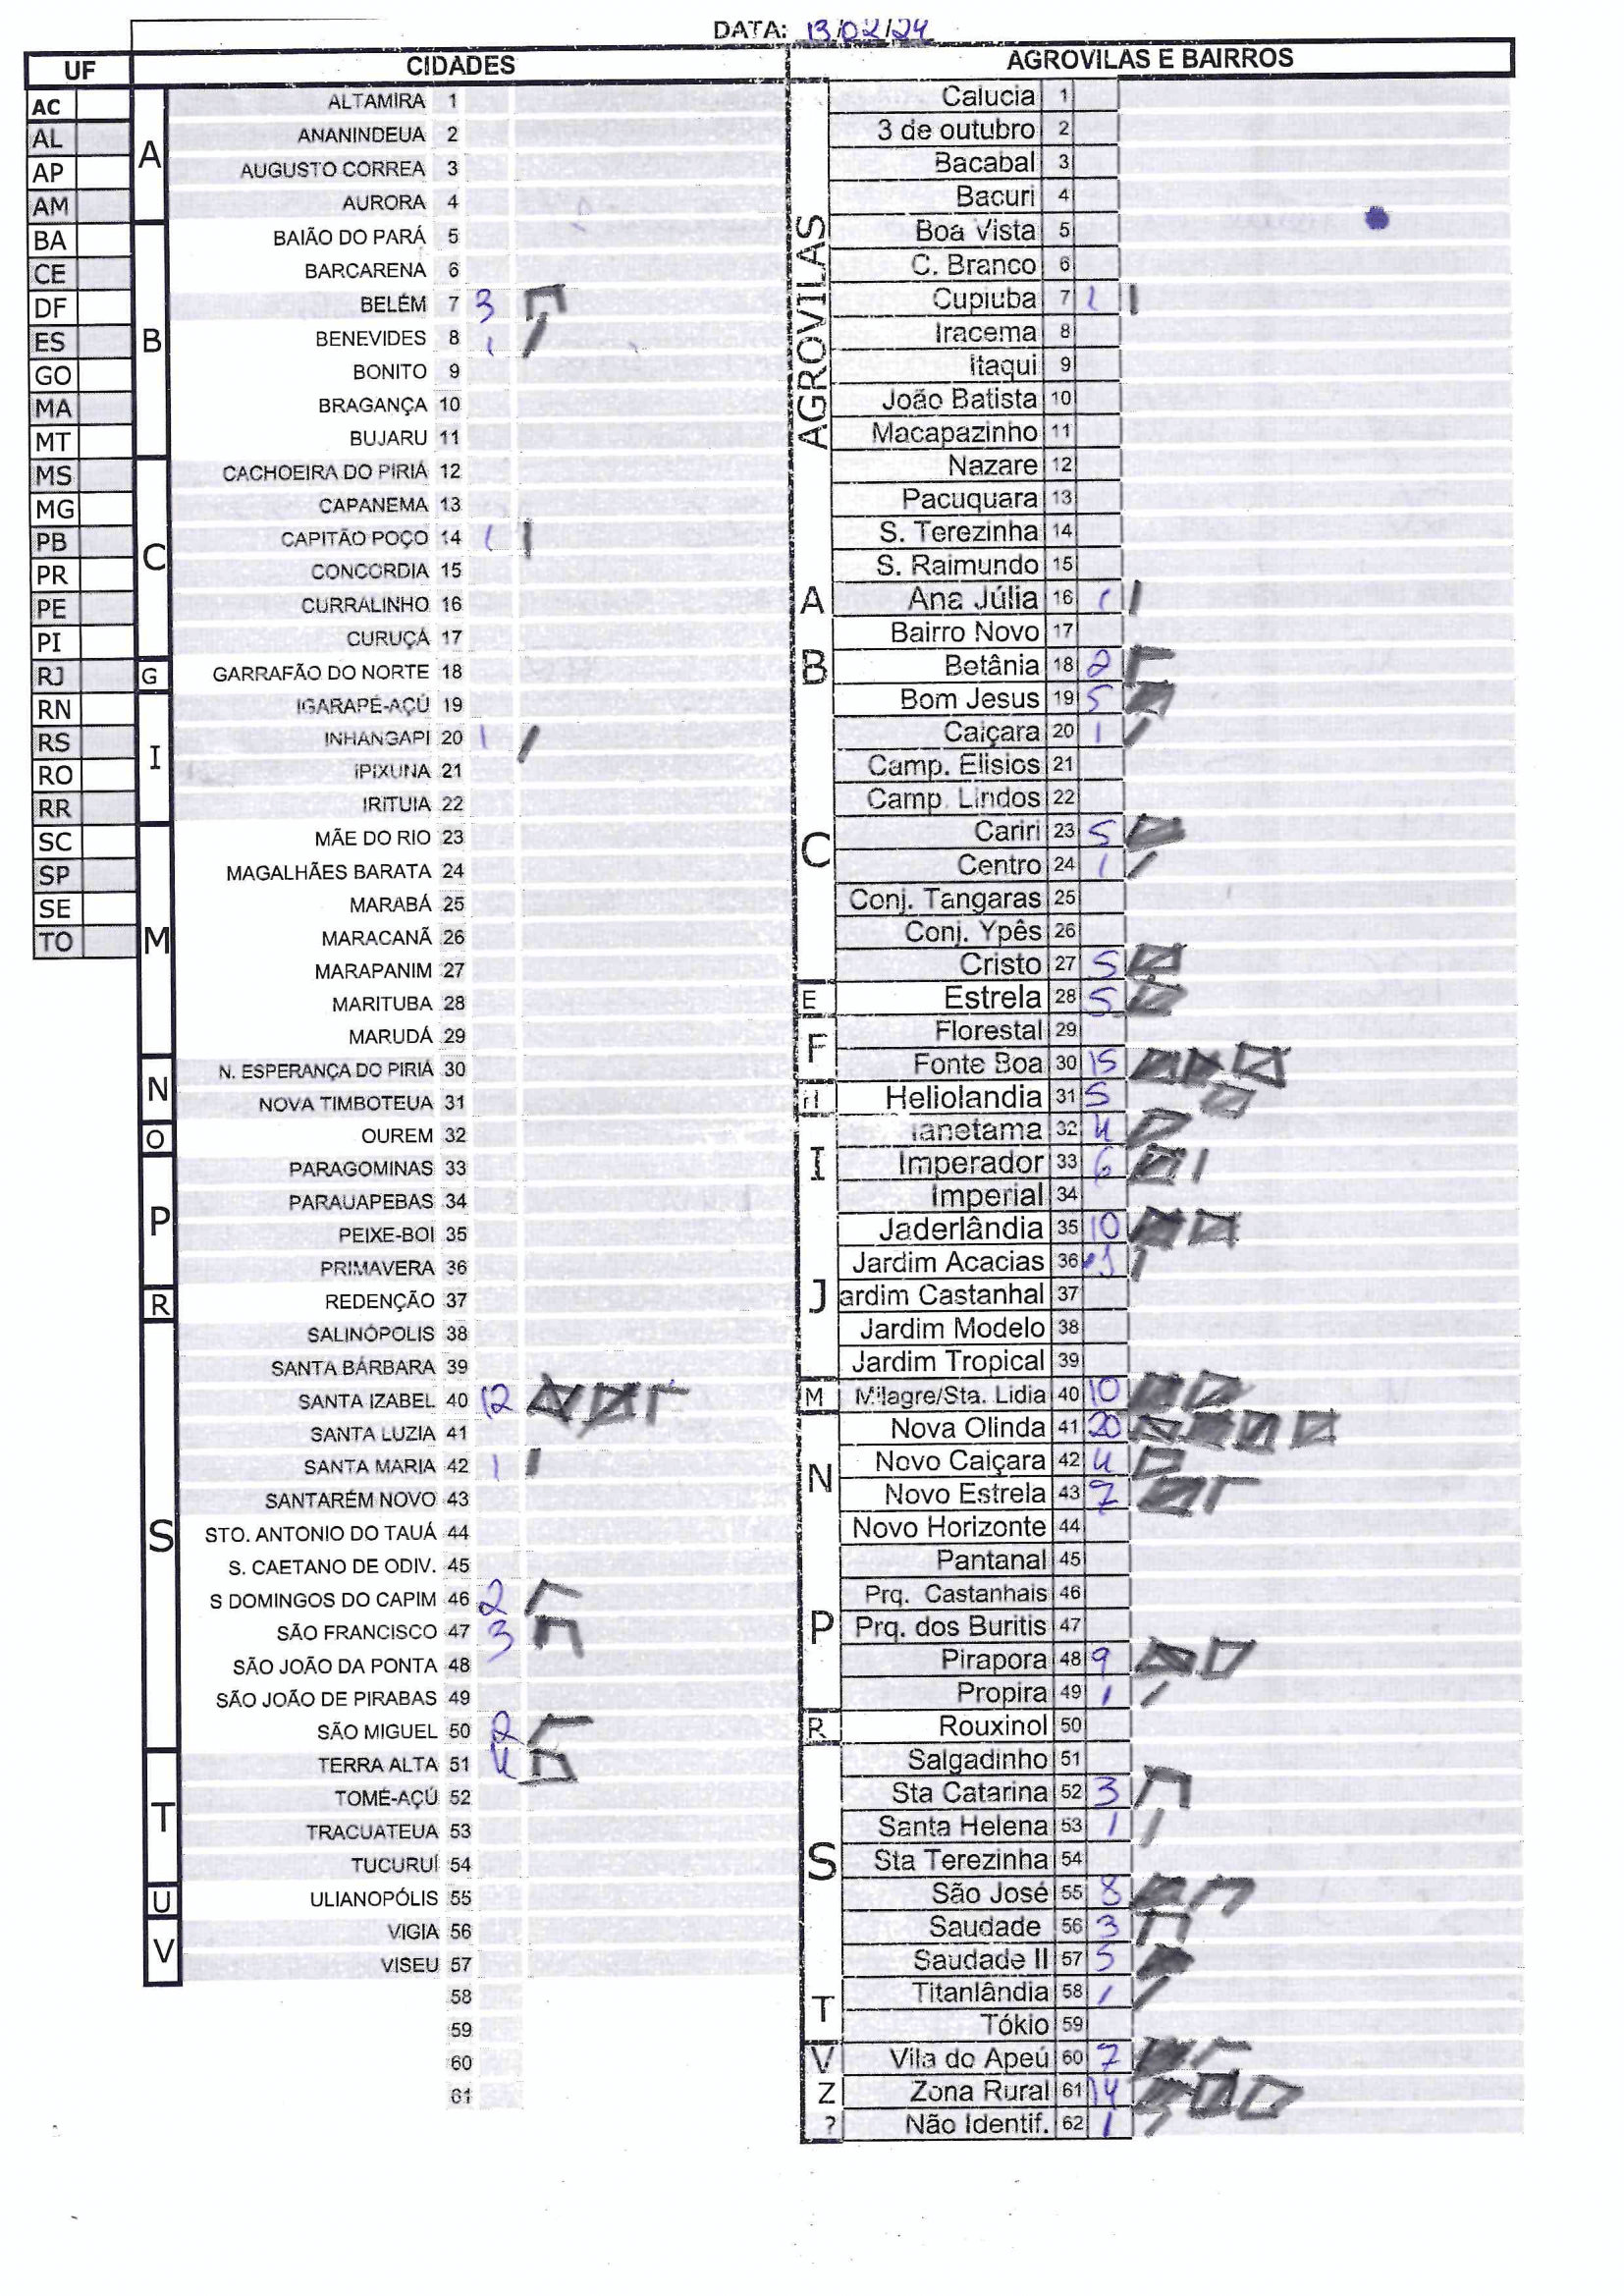 DATA: 13/02/24
UF
CIDADES
AGROVILAS E BAIRROS
AC
AL
AP
AM
BA
CE
DF
ES
GO
MA
MT
MS
MG
PB
PR
PE
PI
RJ
RN
RS
RO
RR
SC
SP
SE
TO
A
ALTAMIRA 1
ANANINDEUA 2
AUGUSTO CORREA 3
AURORA 4
B
BAIÃO DO PARÁ 5
BARCARENA 6
BELÉM 7 3
BENEVIDES 8 1
BONITO 9
BRAGANÇA 10
BUJARU 11
C
CACHOEIRA DO PIRIÁ 12
CAPANEMA 13
CAPITÃO POÇO 14 1
CONCORDIA 15
CURRALINHO 16
CURUÇÁ 17
G
GARRAFÃO DO NORTE 18
I
IGARAPÉ-AÇÚ 19
INHANGAPI 20 1
IPIXUNA 21
IRITUIA 22
M
MÃE DO RIO 23
MAGALHÃES BARATA 24
MARABÁ 25
MARACANÃ 26
MARAPANIM 27
MARITUBA 28
MARUDÁ 29
N
N. ESPERANÇA DO PIRIÁ 30
NOVA TIMBOTEUA 31
O
OUREM 32
P
PARAGOMINAS 33
PARAUAPEBAS 34
PEIXE-BOI 35
PRIMAVERA 36
R
REDENÇÃO 37
S
SALINÓPOLIS 38
SANTA BÁRBARA 39
SANTA IZABEL 40 12
SANTA LUZIA 41
SANTA MARIA 42 1
SANTARÉM NOVO 43
STO. ANTONIO DO TAUÁ 44
S. CAETANO DE ODIV. 45
S DOMINGOS DO CAPIM 46 2
SÃO FRANCISCO 47 3
SÃO JOÃO DA PONTA 48
SÃO JOÃO DE PIRABAS 49
SÃO MIGUEL 50 2
T
TERRA ALTA 51 4
TOMÉ-AÇÚ 52
TRACUATEUA 53
TUCURUÍ 54
U
ULIANOPÓLIS 55
V
VIGIA 56
VISEU 57
58
59
60
61
AGROVILAS
Calucia 1
3 de outubro 2
Bacabal 3
Bacuri 4
Boa Vista 5
C. Branco 6
Cupiuba 7 1
Iracema 8
Itaqui 9
João Batista 10
Macapazinho 11
Nazare 12
Pacuquara 13
S. Terezinha 14
S. Raimundo 15
A
Ana Júlia 16 1
B
Bairro Novo 17
Betânia 18 2
Bom Jesus 19 5
C
Caiçara 20 1
Camp. Elisios 21
Camp. Lindos 22
Cariri 23 5
Centro 24 1
Conj. Tangaras 25
Conj. Ypês 26
Cristo 27 5
E
Estrela 28 5
F
Florestal 29
Fonte Boa 30 15
H
Heliolandia 31 5
I
Ianetama 32 4
Imperador 33 6
Imperial 34
J
Jaderlândia 35 10
Jardim Acacias 36 1
ardim Castanhal 37
Jardim Modelo 38
Jardim Tropical 39
M
Milagre/Sta. Lidia 40 10
N
Nova Olinda 41 20
Novo Caiçara 42 4
Novo Estrela 43 7
Novo Horizonte 44
P
Pantanal 45
Prq. Castanhais 46
Prq. dos Buritis 47
Pirapora 48 9
Propira 49 1
R
Rouxinol 50
S
Salgadinho 51
Sta Catarina 52 3
Santa Helena 53 1
Sta Terezinha 54
São José 55 8
Saudade 56 3
Saudade II 57 5
T
Titanlândia 58 1
Tókio 59
V
Vila do Apeú 60 7
Z
Zona Rural 61 14
?
Não Identif. 62 1